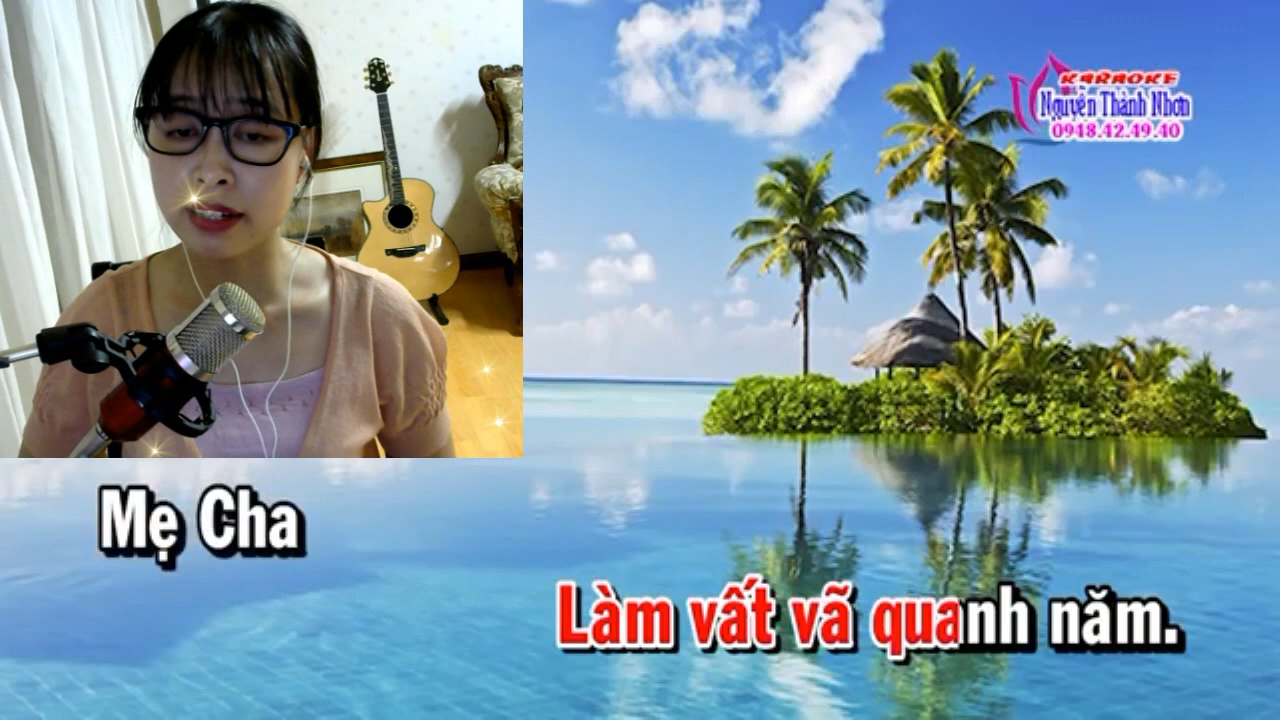 KARAOKE
Nguyễn Thành Nhơn
0948.42.49.40
Mẹ Cha
Làm vất vã quanh năm.